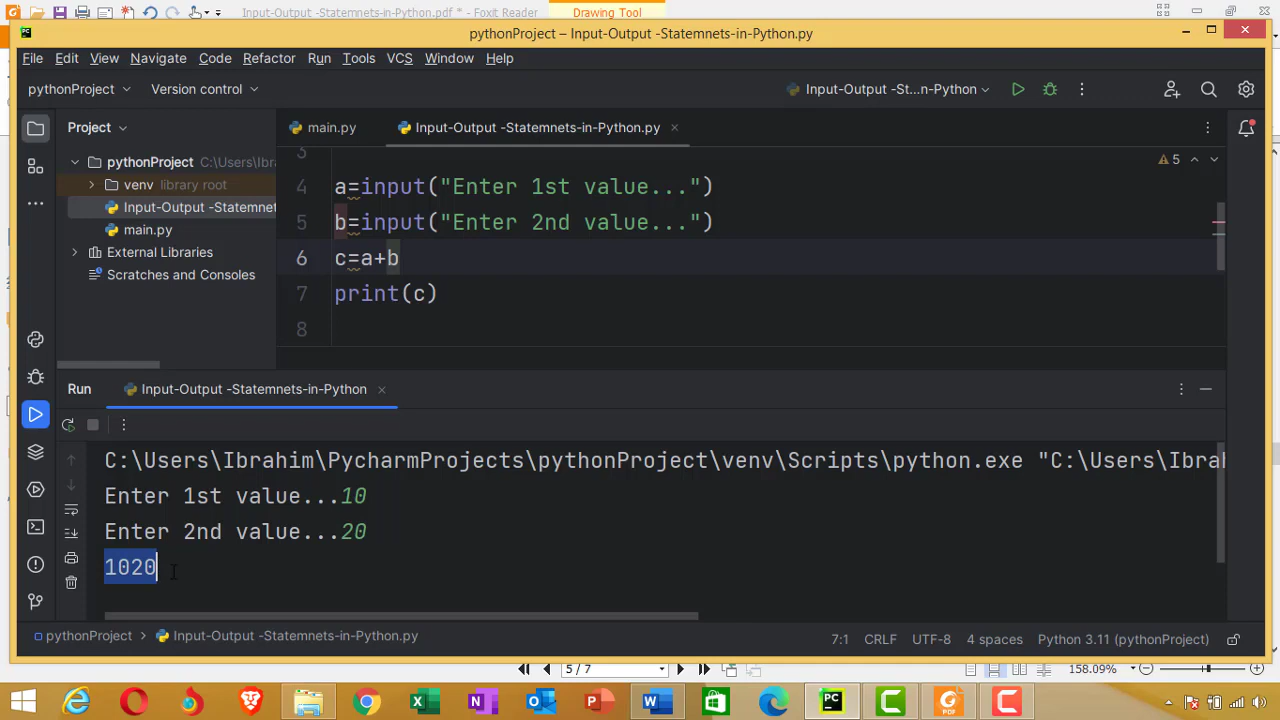 Input-Output -Statemnets-in-Python.pdf * - Foxit Reader
Drawing Tool
pythonProject – Input-Output -Statemnets-in-Python.py
File Edit View Navigate Code Refactor Run Tools VCS Window Help
pythonProject Version control Input-Output -St...n-Python
Project main.py Input-Output -Statemnets-in-Python.py
pythonProject C:\Users\Ibrahi
venv library root
Input-Output -Statemnet
main.py
External Libraries
Scratches and Consoles
5
3
4 a=input("Enter 1st value...")
5 b=input("Enter 2nd value...")
6 c=a+b
7 print(c)
8
Run Input-Output -Statemnets-in-Python
C:\Users\Ibrahim\PycharmProjects\pythonProject\venv\Scripts\python.exe "C:\Users\Ibrah
Enter 1st value...10
Enter 2nd value...20
1020
pythonProject Input-Output -Statemnets-in-Python.py 7:1 CRLF UTF-8 4 spaces Python 3.11 (pythonProject)
5 / 7 158.09%